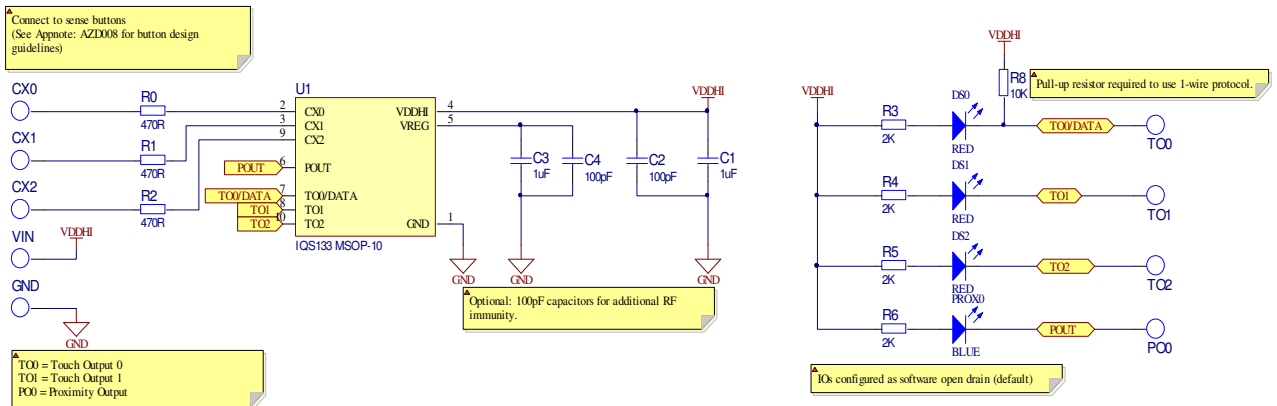 Connect to sense buttons
(See Appnote: AZD008 for button design
guidelines)
CX0
CX1
CX2
VIN
VDDHI
GND
GND
R0
470R
R1
470R
R2
470R
U1
2 CX0
3 CX1
9 CX2
6 POUT
7 TO0/DATA
8 TO1
10 TO2
VDDHI 4
VREG 5
GND 1
IQS133 MSOP-10
POUT
TO0/DATA
TO1
TO2
GND
C3
1uF
C4
100pF
GND
C2
100pF
VDDHI
C1
1uF
GND
Optional: 100pF capacitors for additional RF
immunity.
TO0 = Touch Output 0
TO1 = Touch Output 1
PO0 = Proximity Output
VDDHI
VDDHI
R8
10K
Pull-up resistor required to use 1-wire protocol.
R3
2K
DS0
RED
TO0/DATA
TO0
R4
2K
DS1
RED
TO1
TO1
R5
2K
DS2
RED
TO2
TO2
R6
2K
PROX0
BLUE
POUT
PO0
IOs configured as software open drain (default)